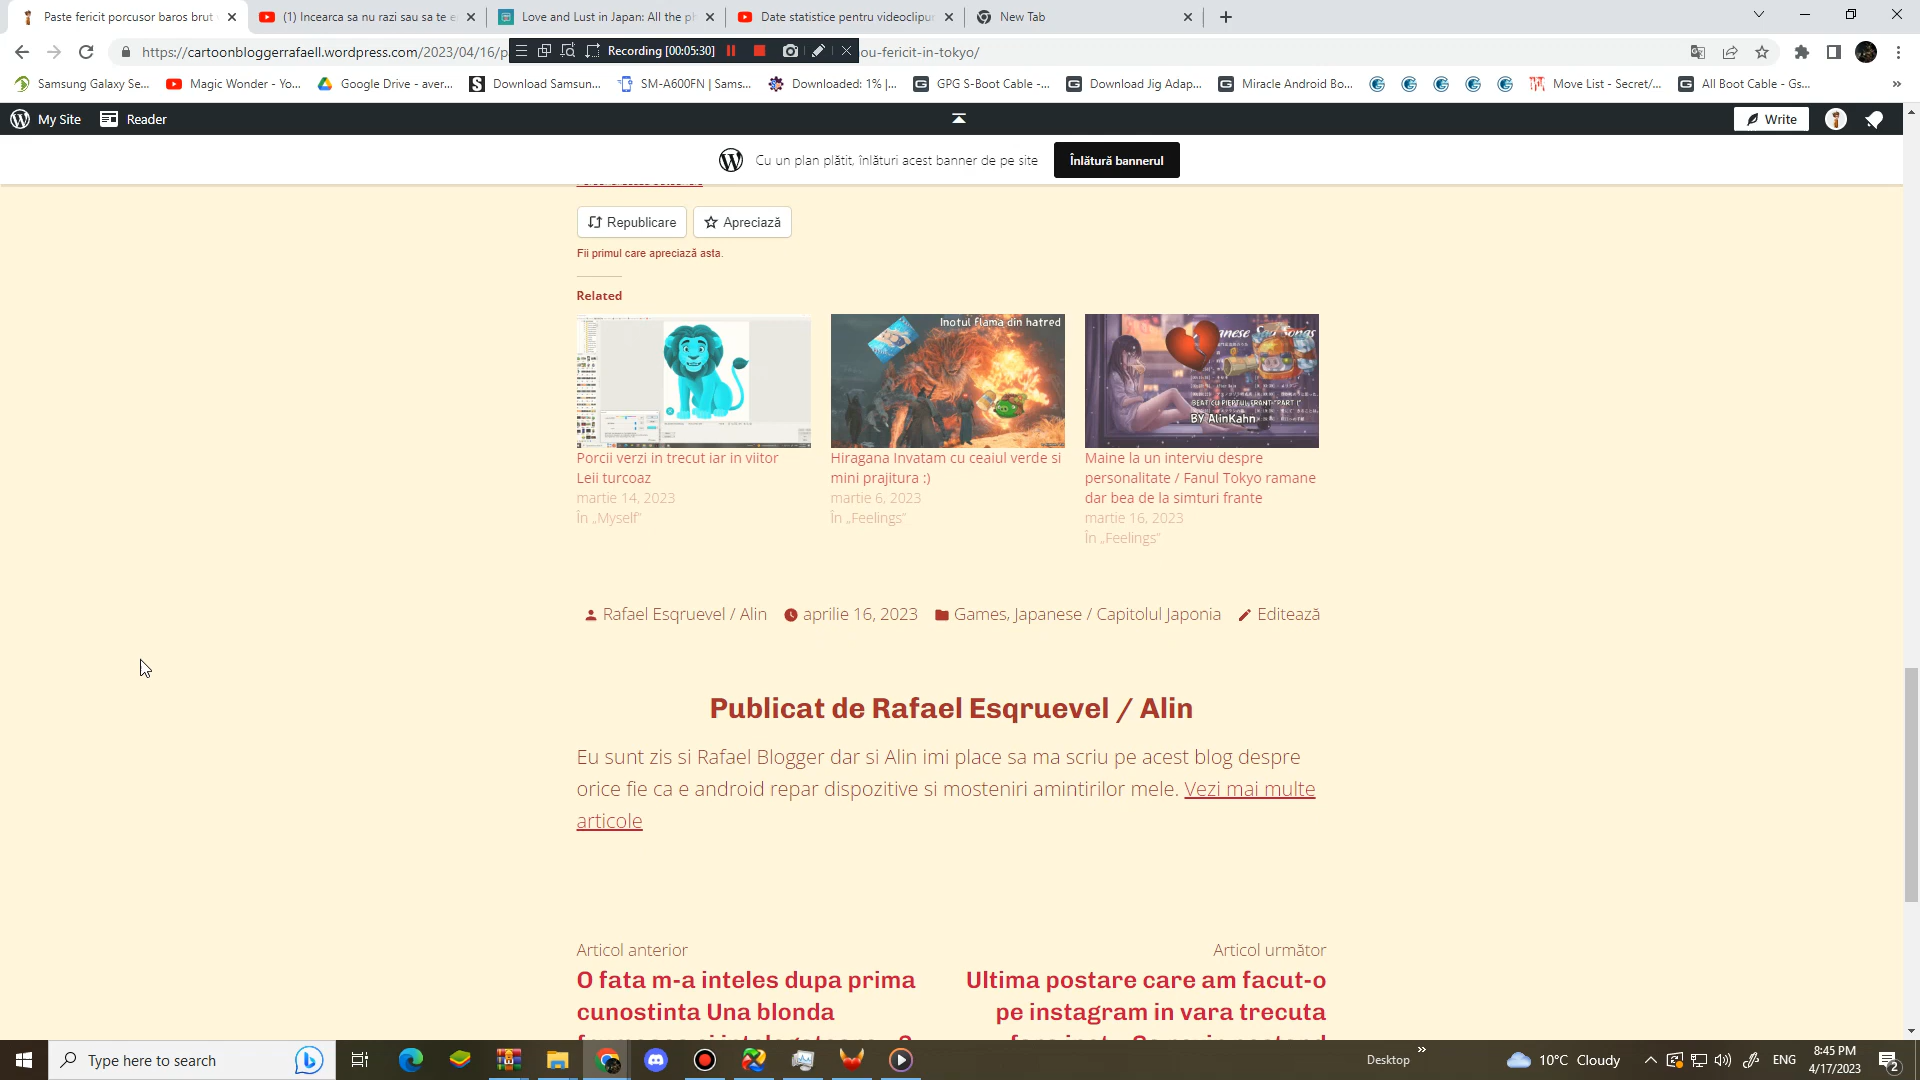 Paste fericit porcusor baros brut
(1) Incearca sa nu razi sau sa te e
Love and Lust in Japan: All the ph
Date statistice pentru videoclipur
New Tab
https://cartoonbloggerrafaell.wordpress.com/2023/04/16/p
Recording [00:05:30]
ou-fericit-in-tokyo/
Samsung Galaxy Se...
Magic Wonder - Yo...
Google Drive - aver...
Download Samsun...
SM-A600FN | Sams...
Downloaded: 1% |...
GPG S-Boot Cable -...
Download Jig Adap...
Miracle Android Bo...
Move List - Secret/...
All Boot Cable - Gs...
My Site
Reader
Write
Cu un plan plătit, înlături acest banner de pe site
Înlătură bannerul
Republicare
Apreciază
Fii primul care apreciază asta.
Related
Inotul flama din hatred
anese Sad Songs
BEAT CU PIEPTUL FRANT "PART I"
BY AlinKahn
Porcii verzi in trecut iar in viitor
Leii turcoaz
martie 14, 2023
În „Myself"
Hiragana Invatam cu ceaiul verde si
mini prajitura :)
martie 6, 2023
În „Feelings"
Maine la un interviu despre
personalitate / Fanul Tokyo ramane
dar bea de la simturi frante
martie 16, 2023
În „Feelings"
Rafael Esqruevel / Alin
aprilie 16, 2023
Games, Japanese / Capitolul Japonia
Editează
Publicat de Rafael Esqruevel / Alin
Eu sunt zis si Rafael Blogger dar si Alin imi place sa ma scriu pe acest blog despre
orice fie ca e android repar dispozitive si mosteniri amintirilor mele. Vezi mai multe
articole
Articol anterior
O fata m-a inteles dupa prima
cunostinta Una blonda
Articol următor
Ultima postare care am facut-o
pe instagram in vara trecuta
Type here to search
Desktop
10°C Cloudy
ENG
8:45 PM
4/17/2023
2